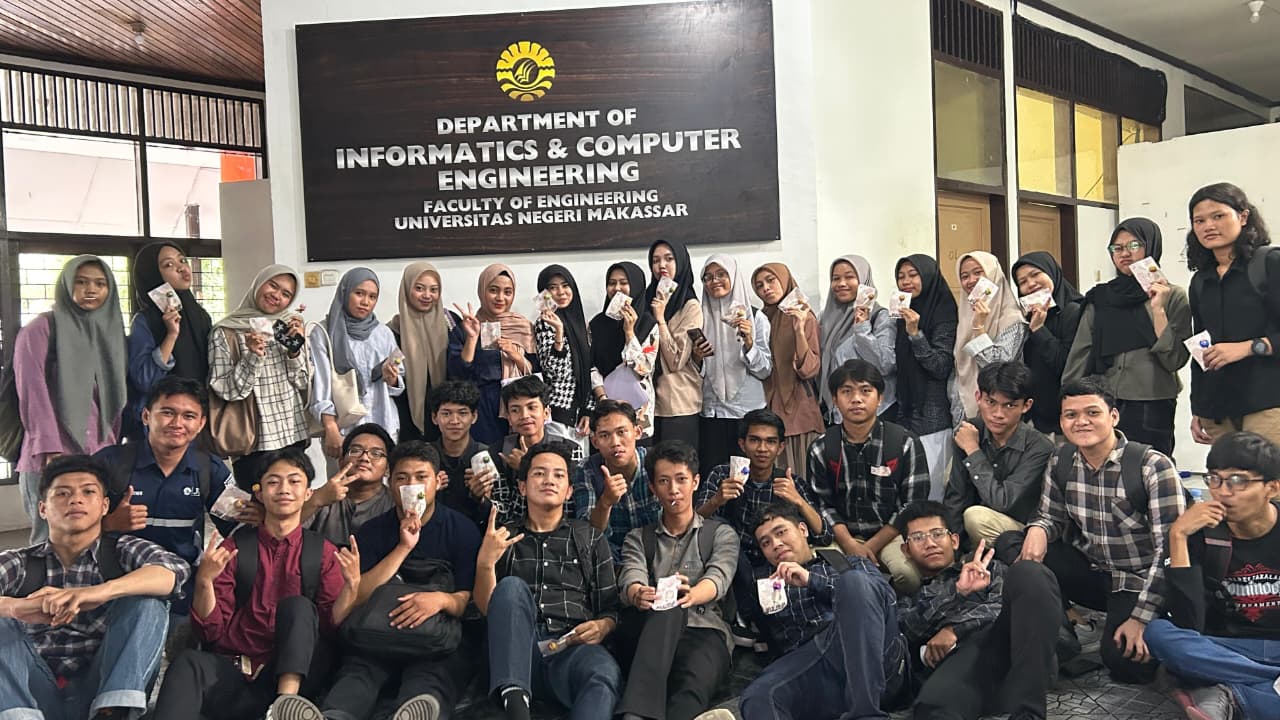 DEPARTMENT OF
INFORMATICS & COMPUTER
ENGINEERING
FACULTY OF ENGINEERING
UNIVERSITAS NEGERI MAKASSAR